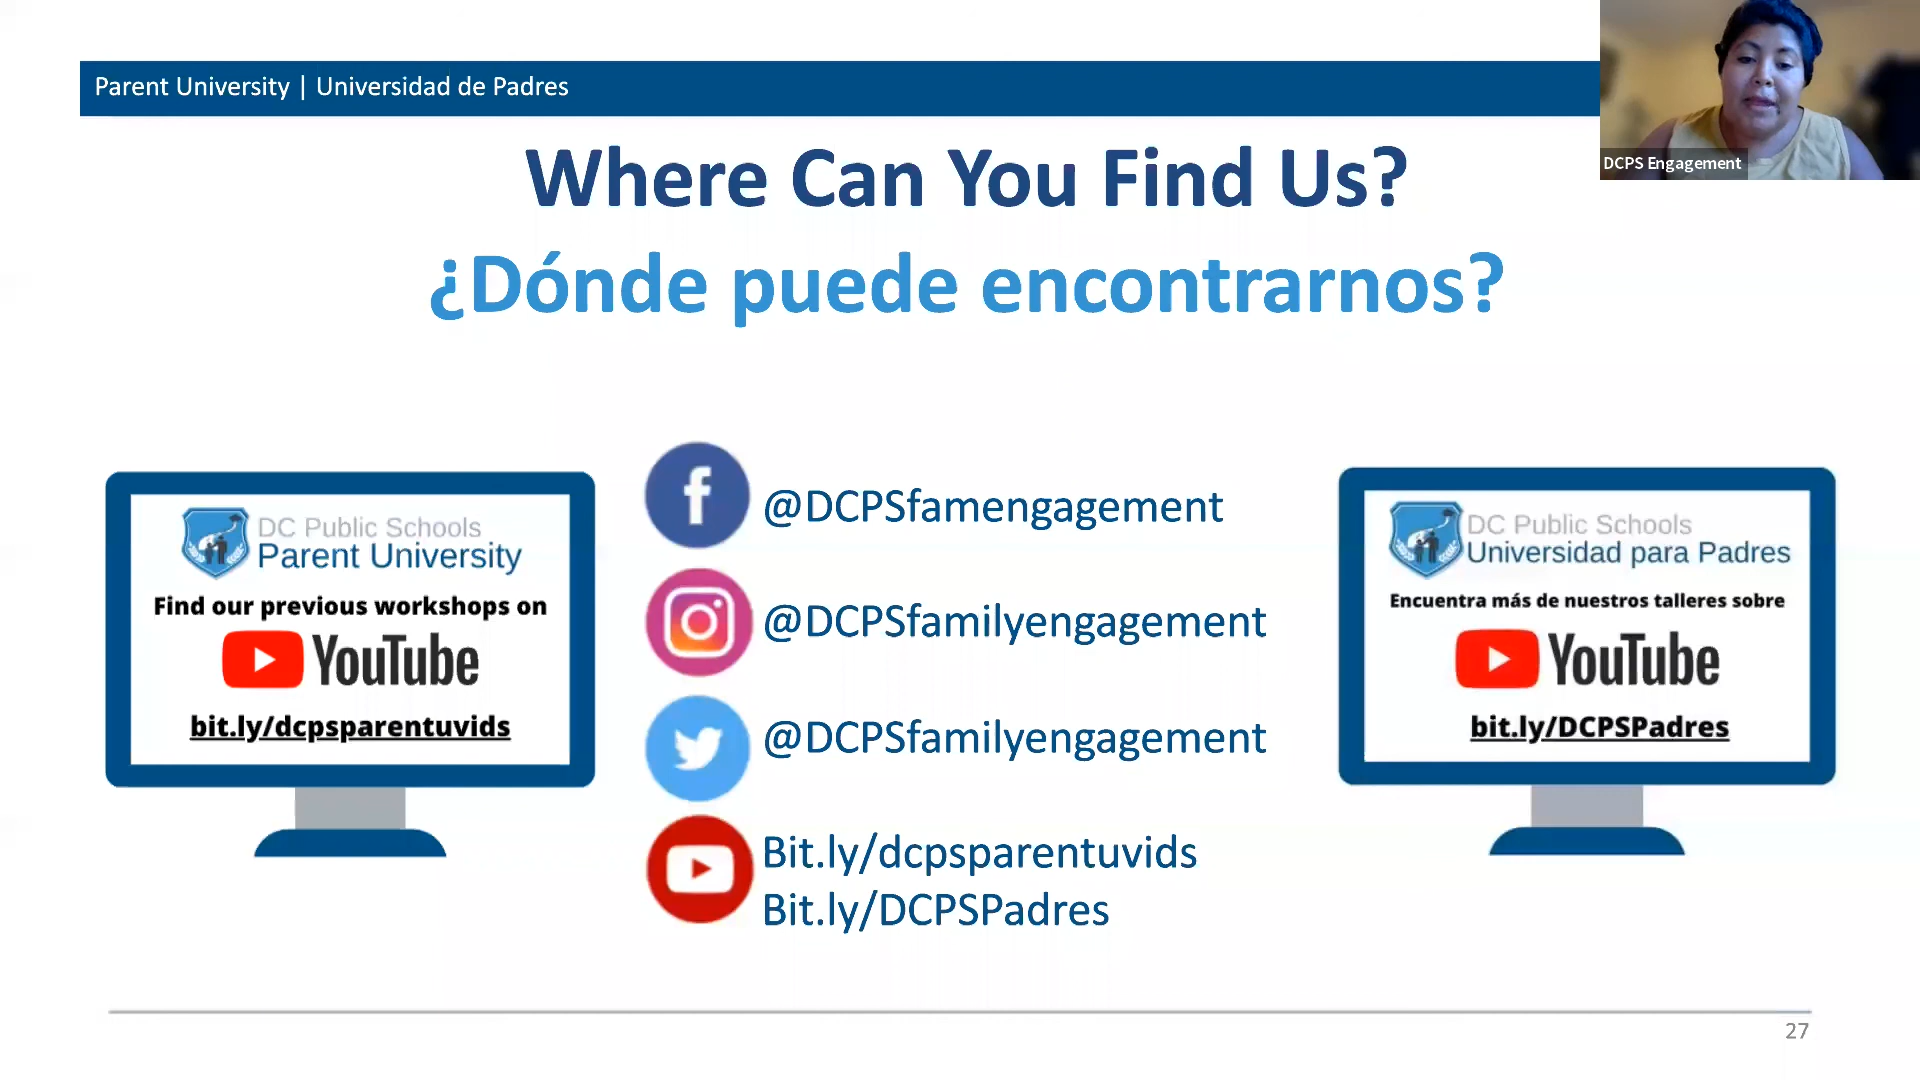 Parent University | Universidad de Padres
DCPS Engagement
Where Can You Find Us?
¿Dónde puede encontrarnos?
DC Public Schools
Parent University
Find our previous workshops on
YouTube
bit.ly/dcpsparentuvids
@DCPSfamengagement
@DCPSfamilyengagement
@DCPSfamilyengagement
Bit.ly/dcpsparentuvids
Bit.ly/DCPSPadres
DC Public Schools
Universidad para Padres
Encuentra más de nuestros talleres sobre
YouTube
bit.ly/DCPSPadres
27